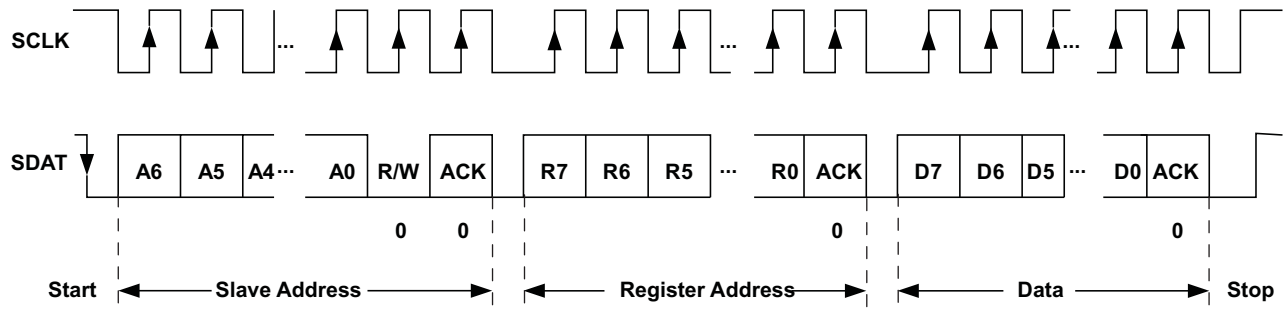 SCLK ... ... ...
SDAT A6 A5 A4 ... A0 R/W ACK R7 R6 R5 ... R0 ACK D7 D6 D5 ... D0 ACK
0 0 0 0
Start Slave Address Register Address Data Stop